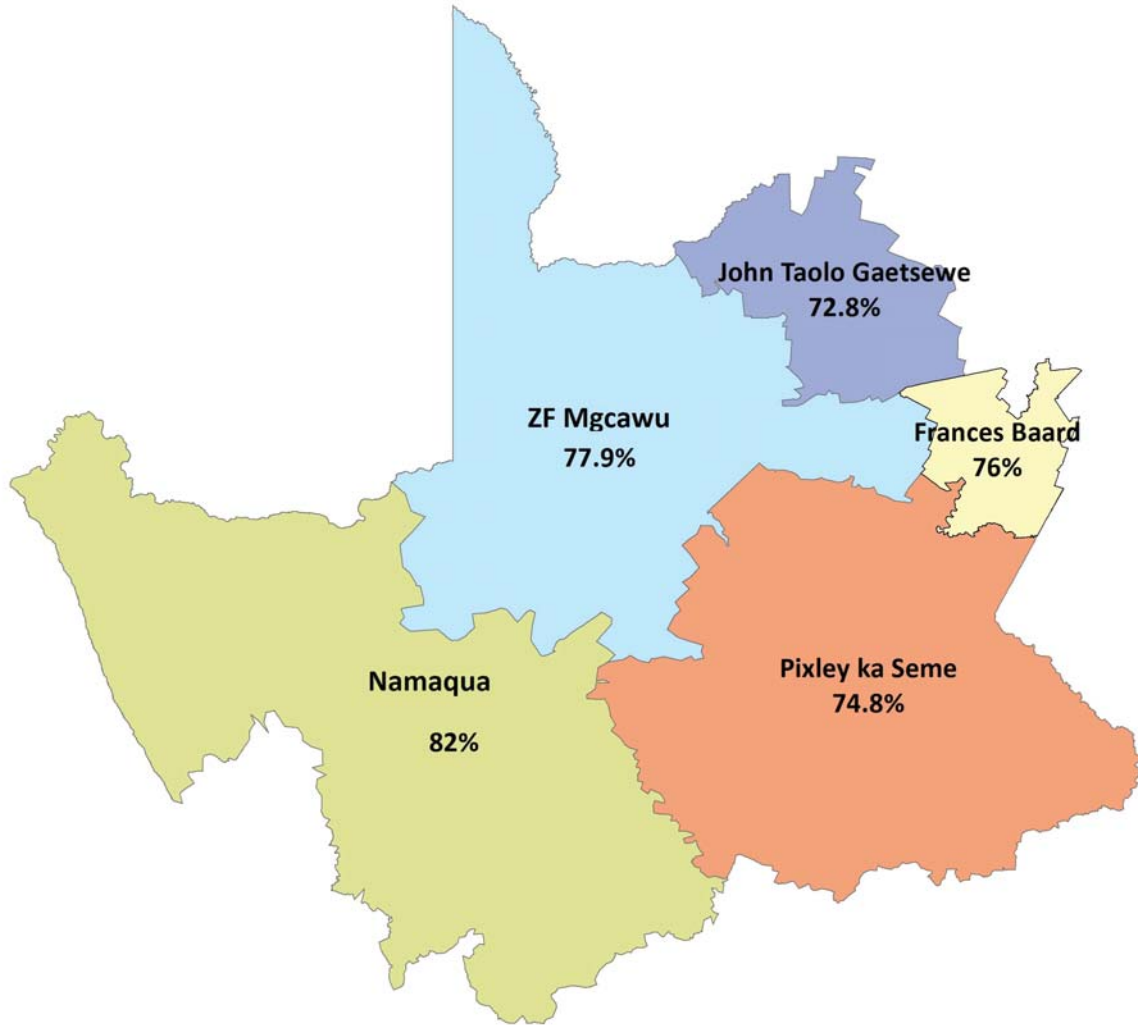 John Taolo Gaetsewe
72.8%
ZF Mgcawu
77.9%
Frances Baard
76%
Namaqua
82%
Pixley ka Seme
74.8%